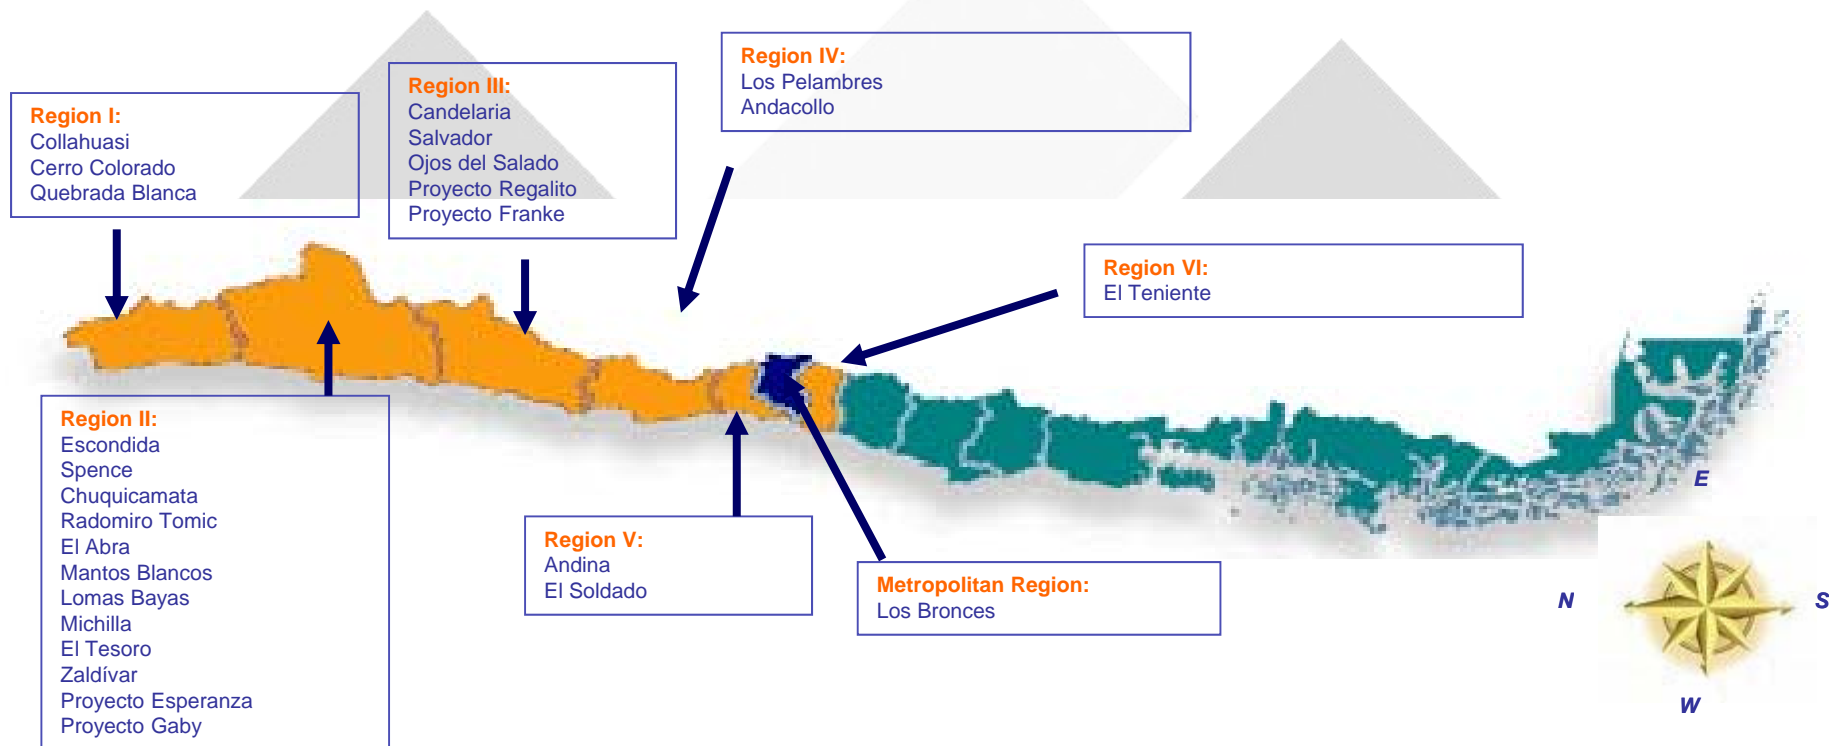 Region I:
Collahuasi
Cerro Colorado
Quebrada Blanca
Region III:
Candelaria
Salvador
Ojos del Salado
Proyecto Regalito
Proyecto Franke
Region IV:
Los Pelambres
Andacollo
Region VI:
El Teniente
Region II:
Escondida
Spence
Chuquicamata
Radomiro Tomic
El Abra
Mantos Blancos
Lomas Bayas
Michilla
El Tesoro
Zaldívar
Proyecto Esperanza
Proyecto Gaby
Region V:
Andina
El Soldado
Metropolitan Region:
Los Bronces
E
N
S
W